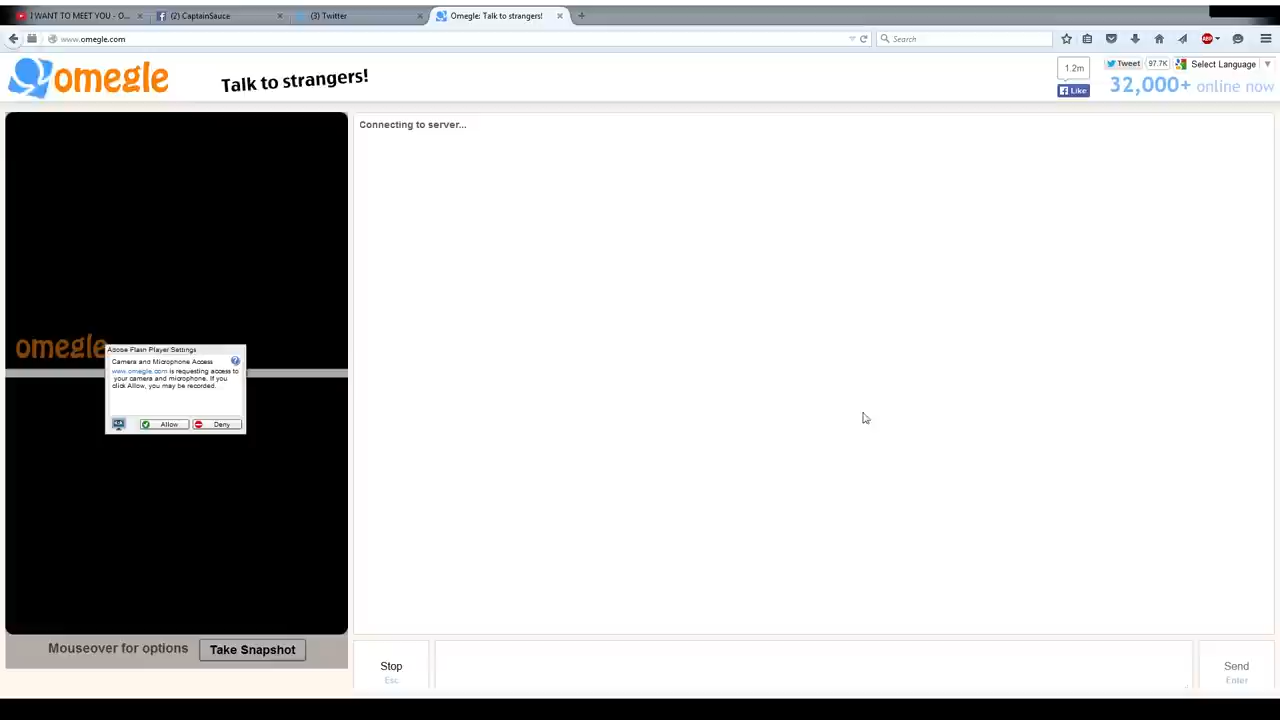 I WANT TO MEET YOU - O...
(2) CaptainSauce
(3) Twitter
Omegle: Talk to strangers!
www.omegle.com
Search
omegle
Talk to strangers!
1.2m
Like
Tweet
97.7K
Select Language
32,000+ online now
Connecting to server...
omegle
Adobe Flash Player Settings
Camera and Microphone Access
www.omegle.com is requesting access to
your camera and microphone. If you
click Allow, you may be recorded.
Allow
Deny
Mouseover for options
Take Snapshot
Stop
Esc
Send
Enter